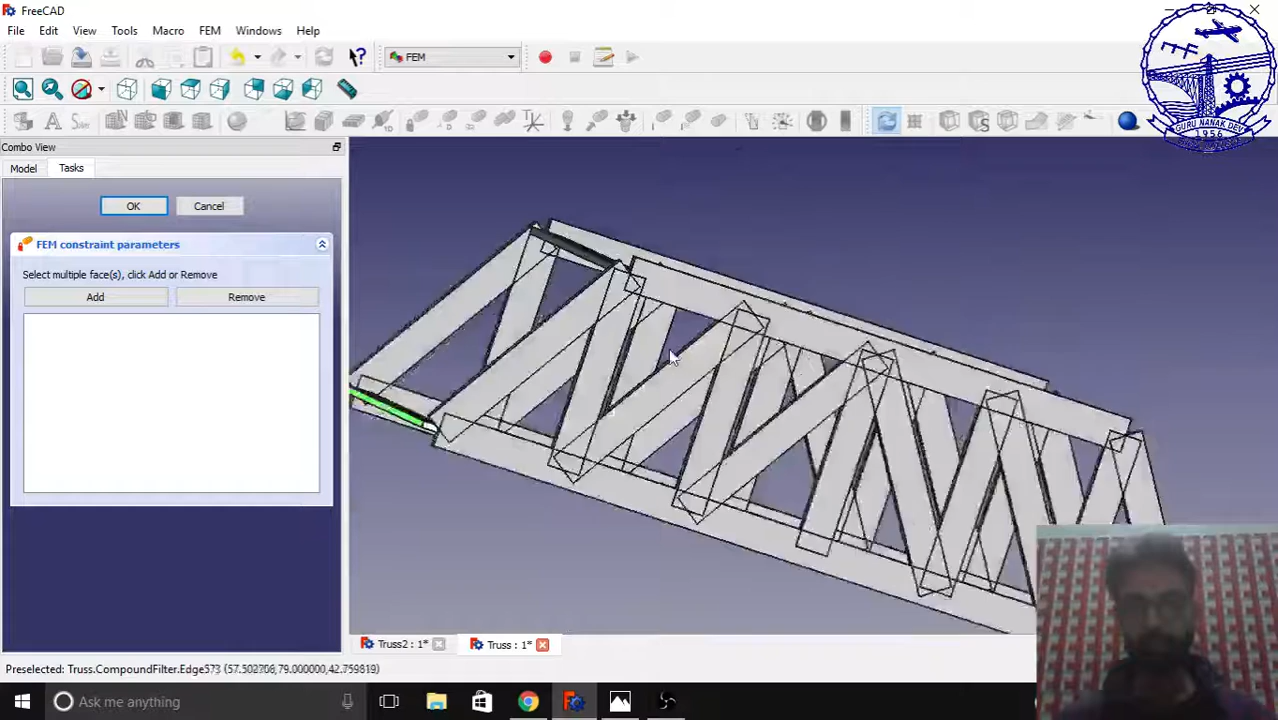 FreeCAD
File Edit View Tools Macro FEM Windows Help
FEM
Combo View
Model Tasks
OK Cancel
FEM constraint parameters
Select multiple face(s), click Add or Remove
Add Remove
Truss2 : 1* Truss : 1*
Preselected: Truss.CompoundFilter.Edge573 (57.502706,79.000000,42.759819)
Ask me anything
GURU NANAK DEV
1956